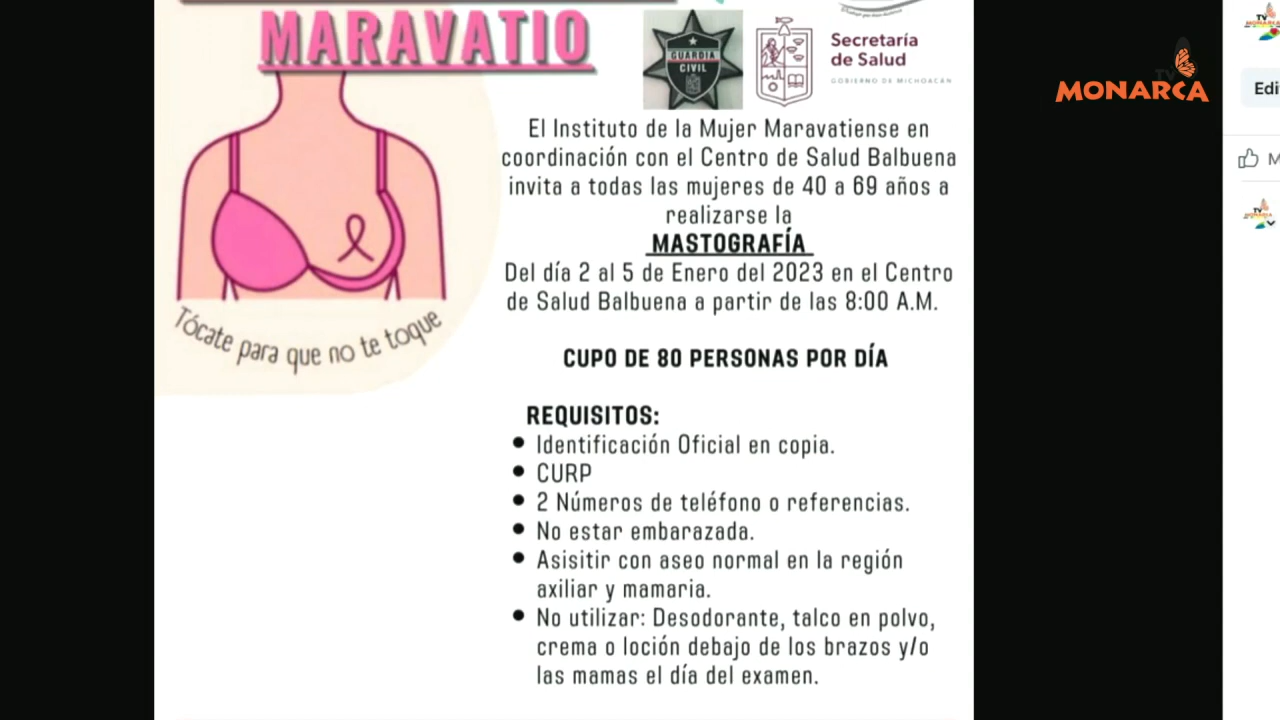 MARAVATIO
GUARDIA
CIVIL
Secretaría
de Salud
GOBIERNO DE MICHOACÁN
TV
MONARCA
Edi
M
El Instituto de la Mujer Maravatiense en
coordinación con el Centro de Salud Balbuena
invita a todas las mujeres de 40 a 69 años a
realizarse la
MASTOGRAFÍA
Del día 2 al 5 de Enero del 2023 en el Centro
de Salud Balbuena a partir de las 8:00 A.M.
Tócate para que no te toque
CUPO DE 80 PERSONAS POR DÍA
REQUISITOS:
Identificación Oficial en copia.
CURP
2 Números de teléfono o referencias.
No estar embarazada.
Asisitir con aseo normal en la región
axiliar y mamaria.
No utilizar: Desodorante, talco en polvo,
crema o loción debajo de los brazos y/o
las mamas el día del examen.